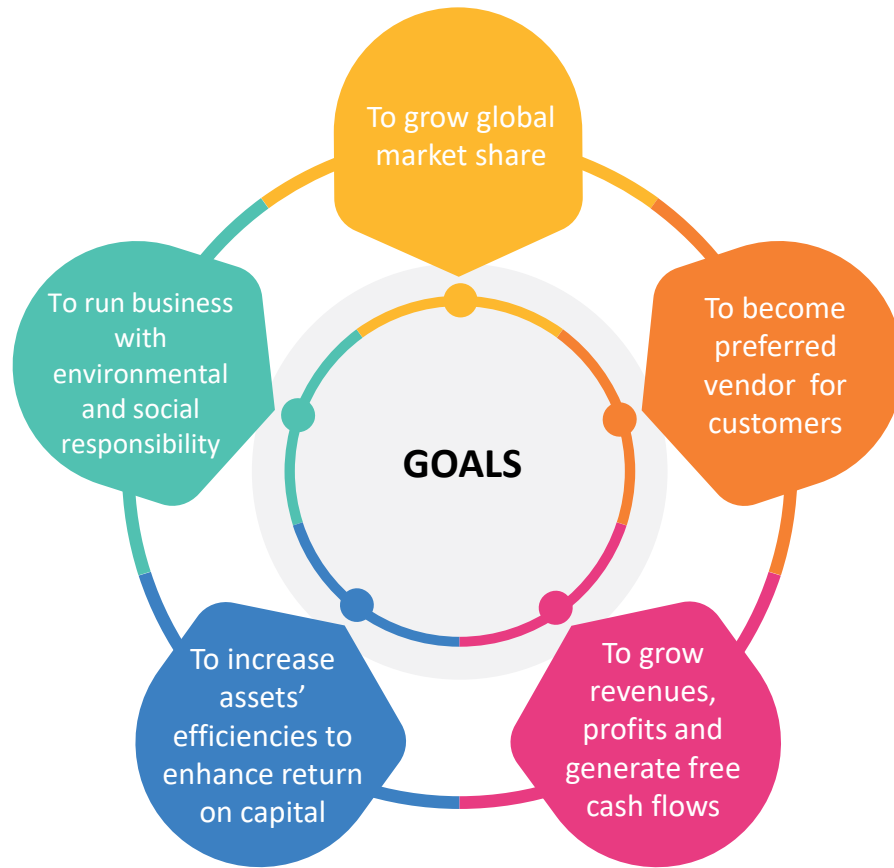 To grow global
market share
To become
preferred
vendor for
customers
To grow
revenues,
profits and
generate free
cash flows
To increase
assets’
efficiencies to
enhance return
on capital
To run business
with
environmental
and social
responsibility
GOALS